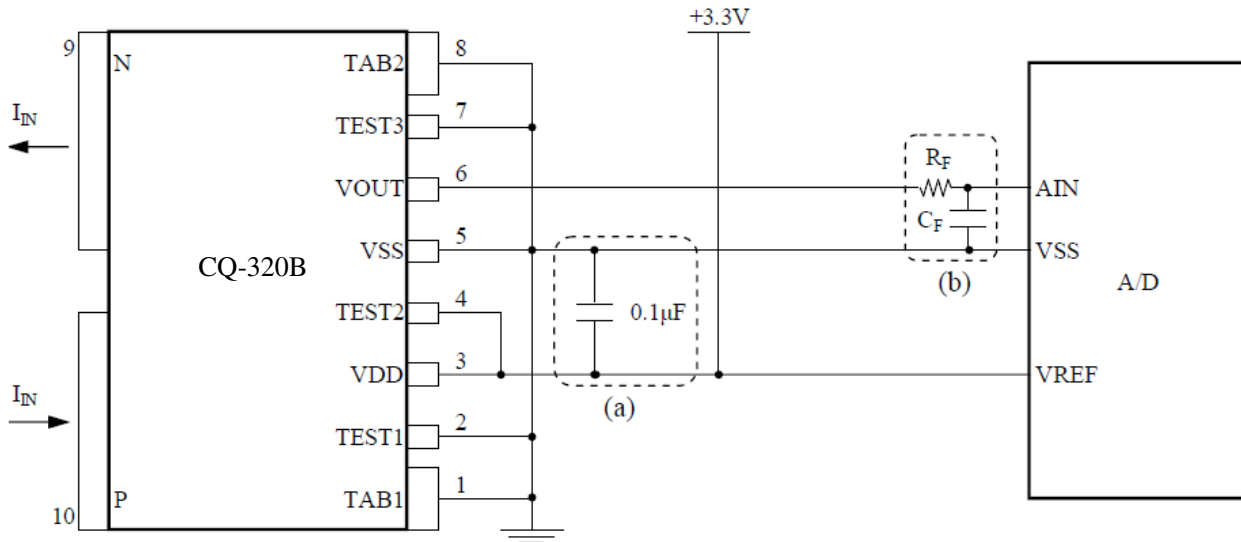 +3.3V
9
N
TAB2
8
I_IN
TEST3
7
VOUT
6
R_F
AIN
C_F
VSS
5
VSS
CQ-320B
(b)
A/D
TEST2
4
0.1μF
VDD
3
VREF
I_IN
(a)
TEST1
2
P
TAB1
1
10